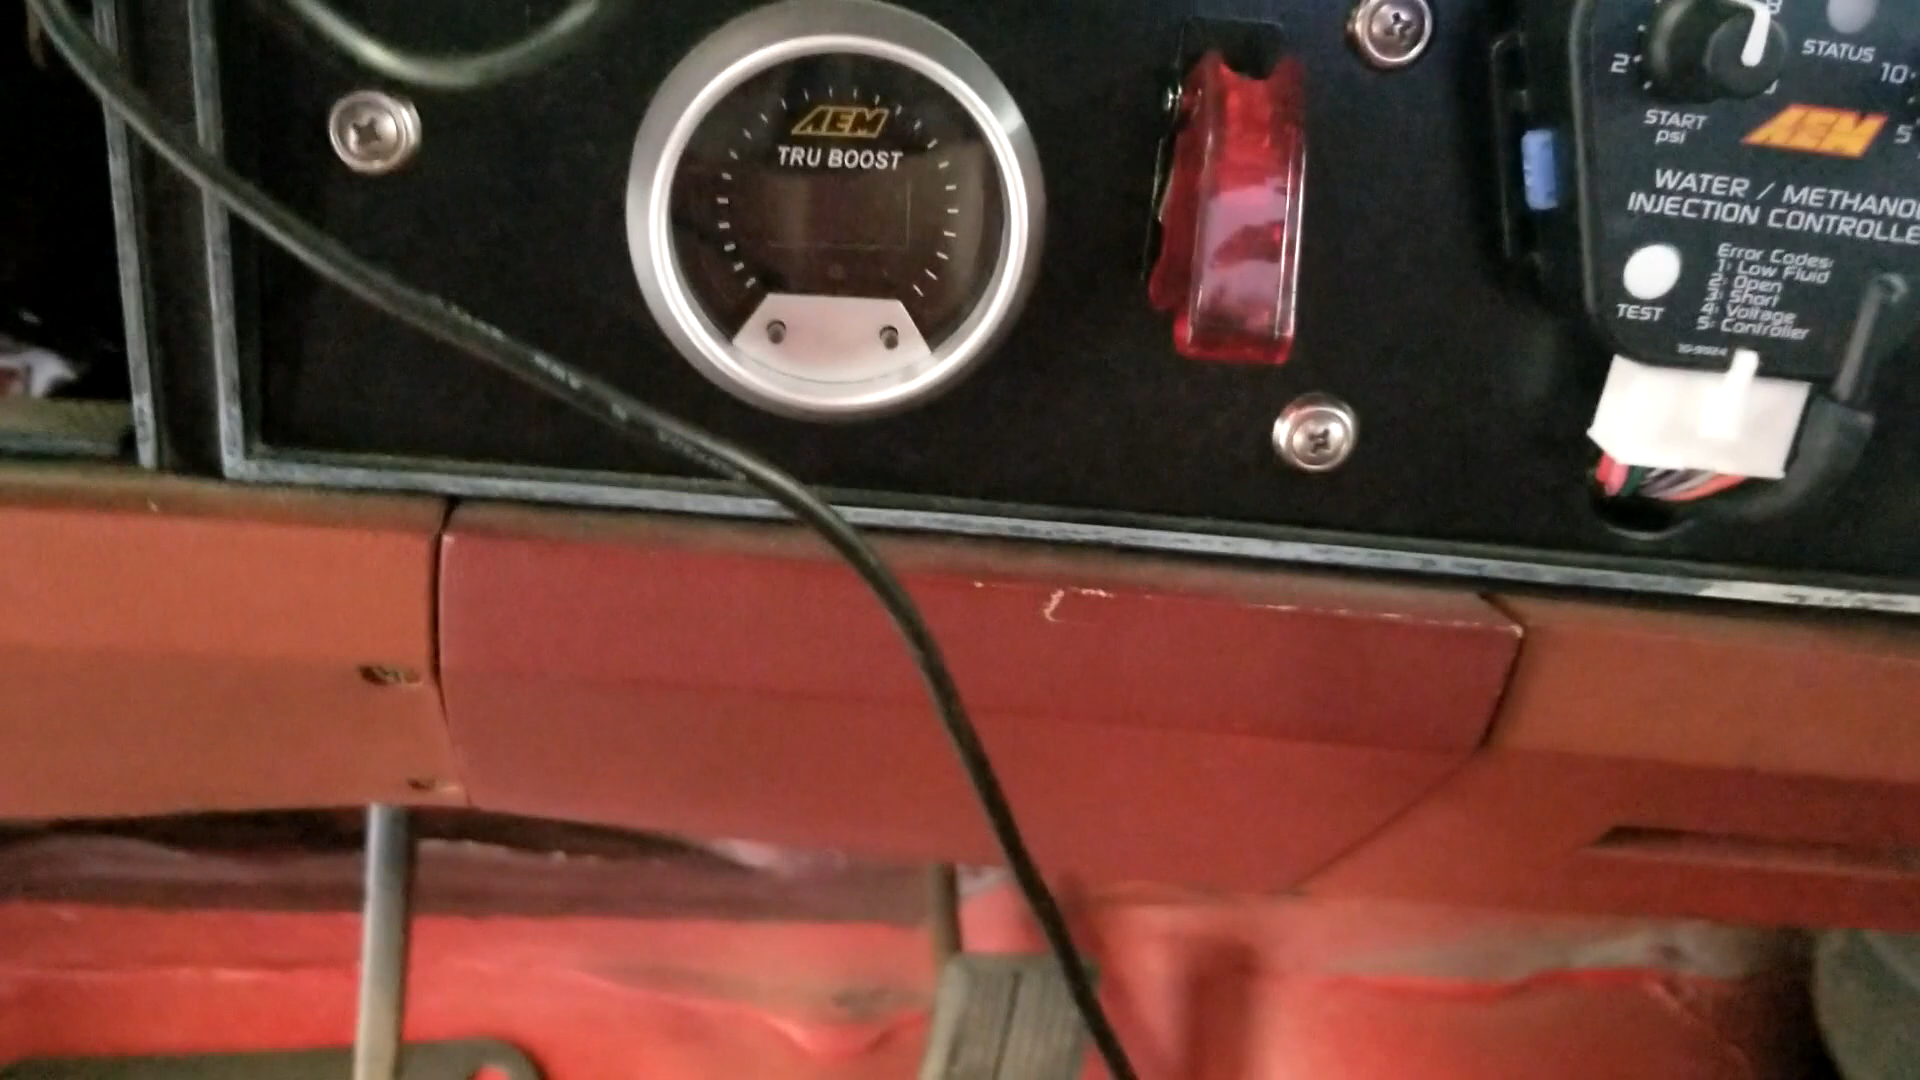 AEM
TRU BOOST
2
STATUS
10
START
psi
AEM
5
WATER / METHANOL
INJECTION CONTROLLE
TEST
Error Codes:
1: Low Fluid
2: Open
3: Short
4: Voltage
5: Controller